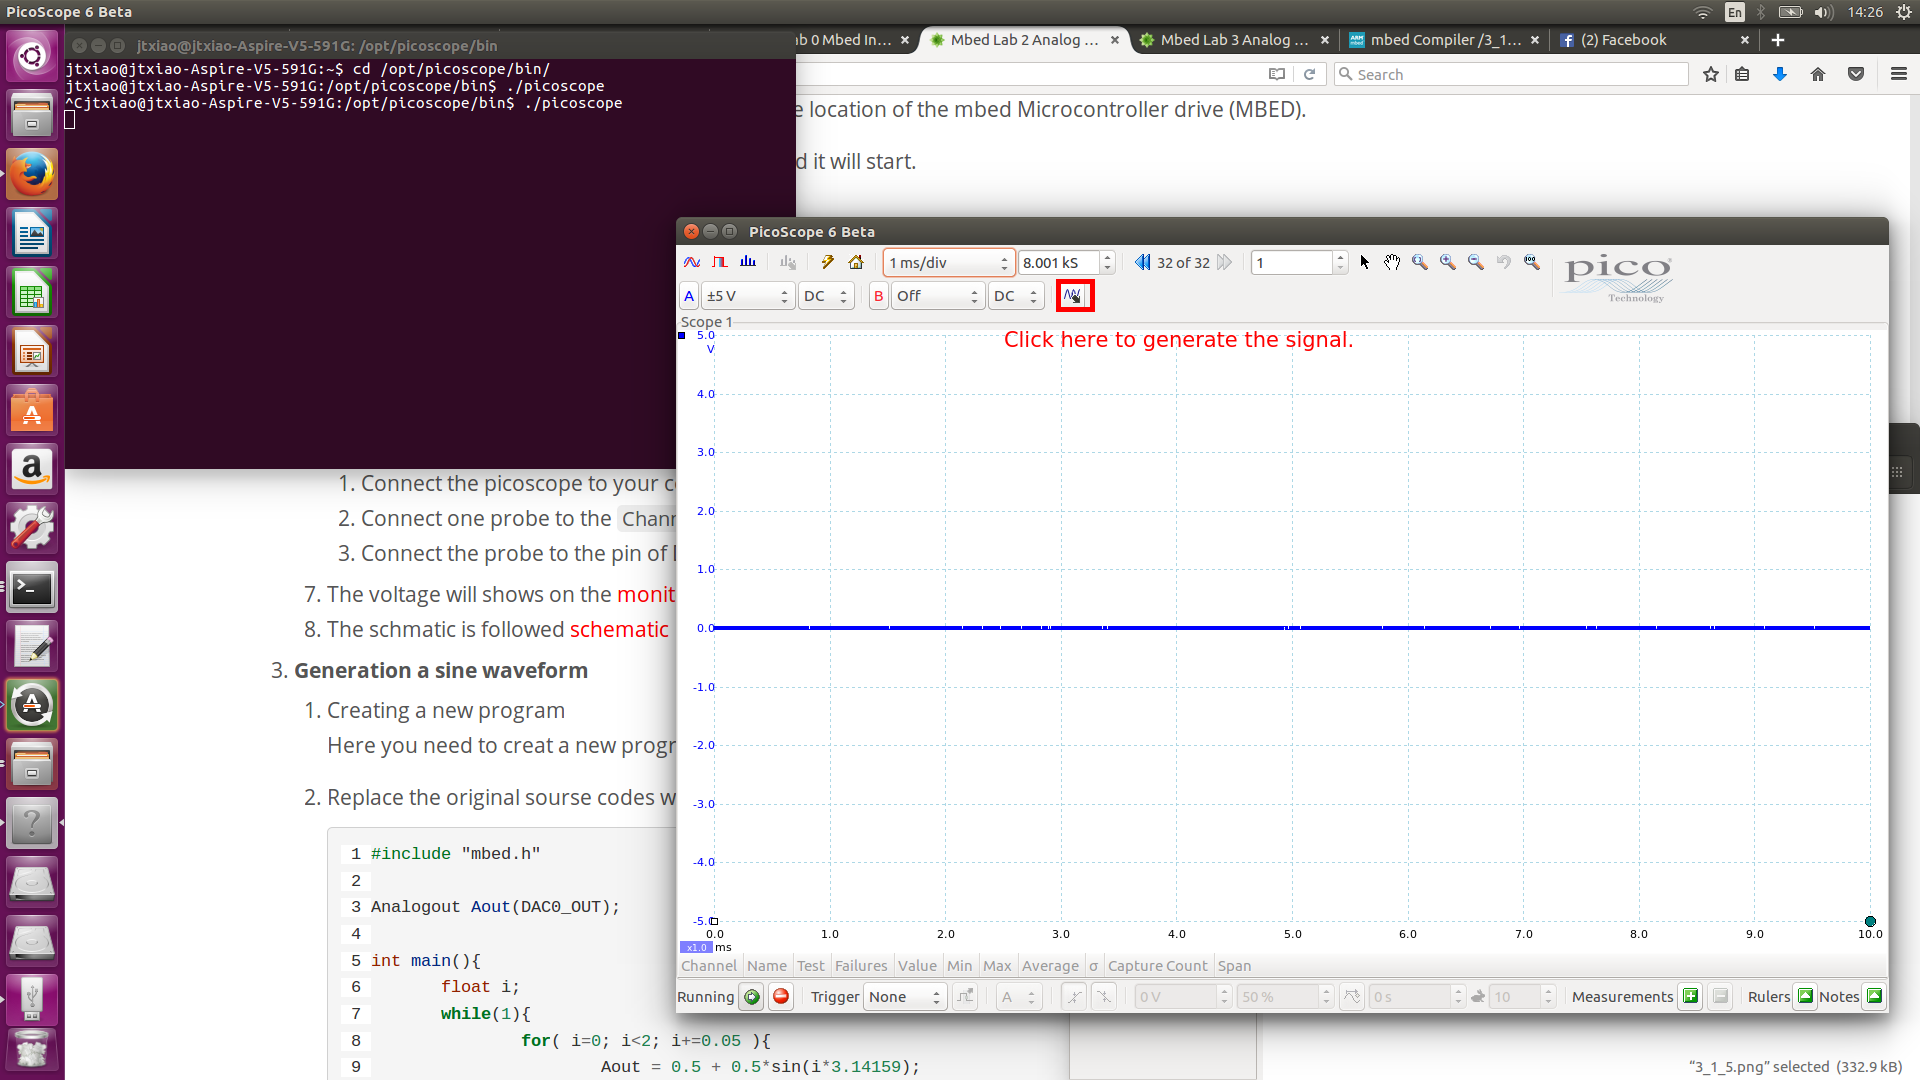 PicoScope 6 Beta
En
14:26
jtxiao@jtxiao-Aspire-V5-591G: /opt/picoscope/bin
jtxiao@jtxiao-Aspire-V5-591G:~$ cd /opt/picoscope/bin/
jtxiao@jtxiao-Aspire-V5-591G:/opt/picoscope/bin$ ./picoscope
^Cjtxiao@jtxiao-Aspire-V5-591G:/opt/picoscope/bin$ ./picoscope
ab 0 Mbed In...
Mbed Lab 2 Analog ...
Mbed Lab 3 Analog ...
ARM mbed
mbed Compiler /3_1...
(2) Facebook
Search
e location of the mbed Microcontroller drive (MBED).
d it will start.
PicoScope 6 Beta
1 ms/div
8.001 kS
32 of 32
1
pico
Technology
A
±5 V
DC
B
Off
DC
Scope 1
Click here to generate the signal.
5.0
V
4.0
3.0
2.0
1.0
0.0
-1.0
-2.0
-3.0
-4.0
-5.0
0.0 1.0 2.0 3.0 4.0 5.0 6.0 7.0 8.0 9.0 10.0
x1.0 ms
Channel Name Test Failures Value Min Max Average σ Capture Count Span
Running Trigger None A 0 V 50 % 0 s 10 Measurements Rulers Notes
1. Connect the picoscope to your c
2. Connect one probe to the Chann
3. Connect the probe to the pin of
7. The voltage will shows on the monit
8. The schmatic is followed schematic
3. Generation a sine waveform
1. Creating a new program
Here you need to creat a new progr
2. Replace the original sourse codes w
1 #include "mbed.h"
2
3 Analogout Aout(DAC0_OUT);
4
5 int main(){
6 float i;
7 while(1){
8 for( i=0; i<2; i+=0.05 ){
9 Aout = 0.5 + 0.5*sin(i*3.14159);
“3_1_5.png” selected (332.9 kB)